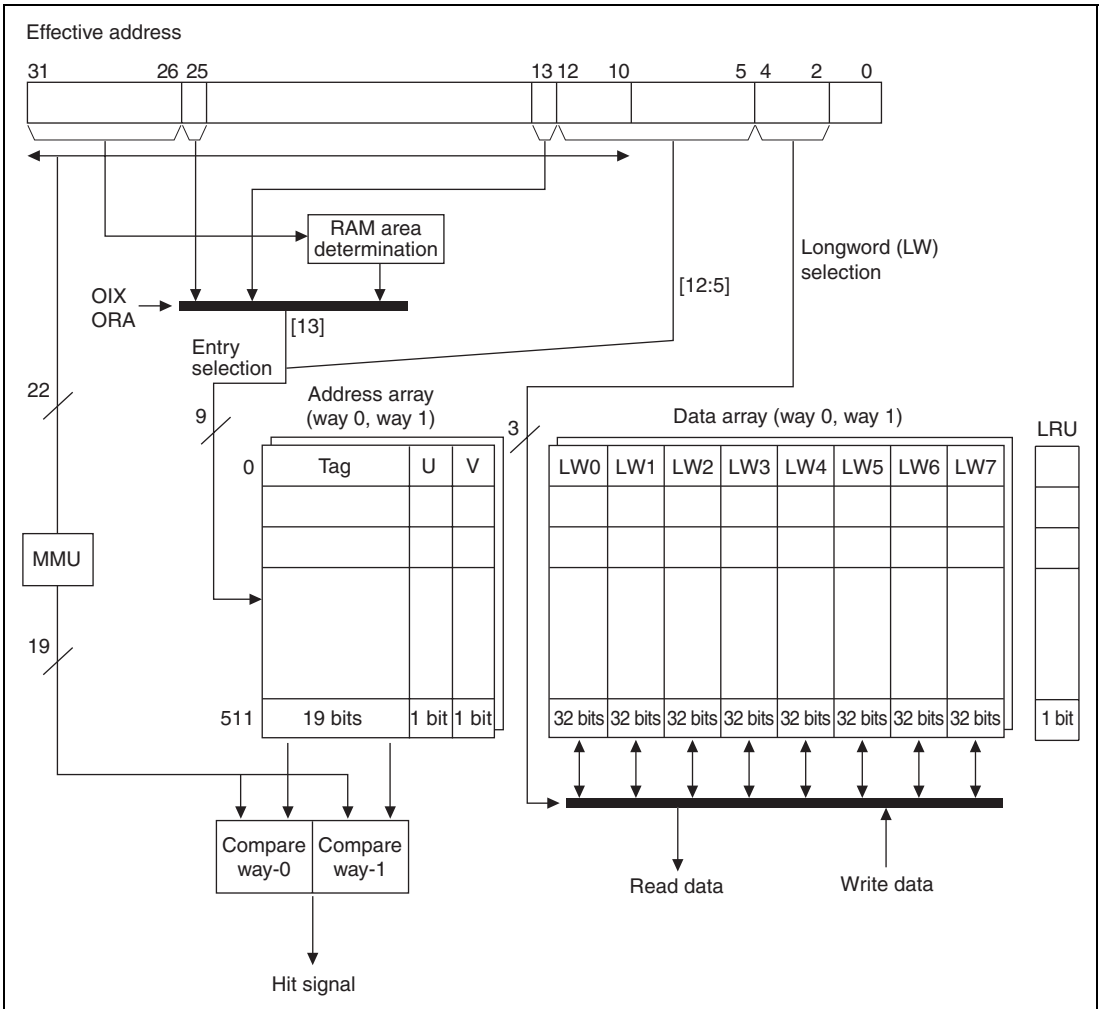 Effective address
31 26 25 13 12 10 5 4 2 0
RAM area
determination
Longword (LW)
selection
OIX
ORA
[12:5]
[13]
Entry
selection
22
9
Address array
(way 0, way 1)
3
Data array (way 0, way 1)
LRU
0 Tag U V
LW0 LW1 LW2 LW3 LW4 LW5 LW6 LW7
MMU
19
511 19 bits 1 bit 1 bit
32 bits 32 bits 32 bits 32 bits 32 bits 32 bits 32 bits 32 bits
1 bit
Compare
way-0
Compare
way-1
Read data
Write data
Hit signal